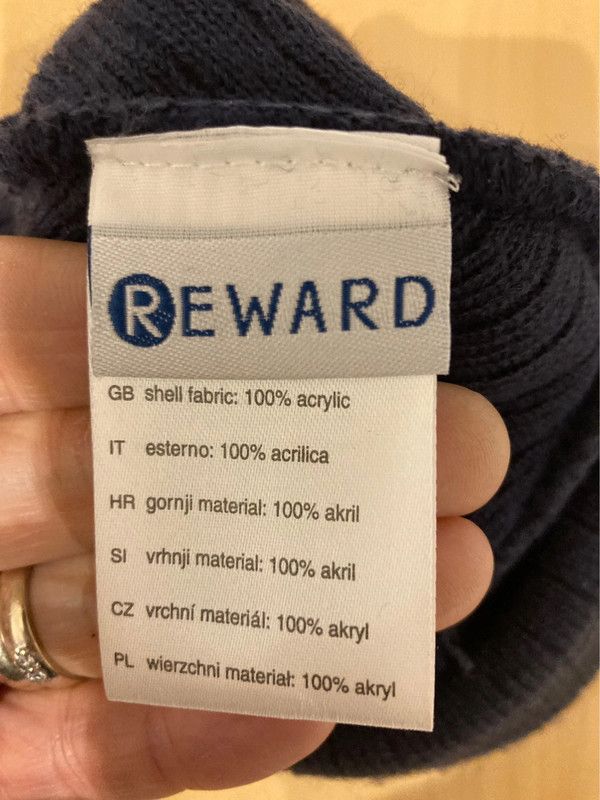 REWARD
GB shell fabric: 100% acrylic
IT esterno: 100% acrilica
HR gornji material: 100% akril
SI vrhnji material: 100% akril
CZ vrchní materiál: 100% akryl
PL wierzchni materiał: 100% akryl